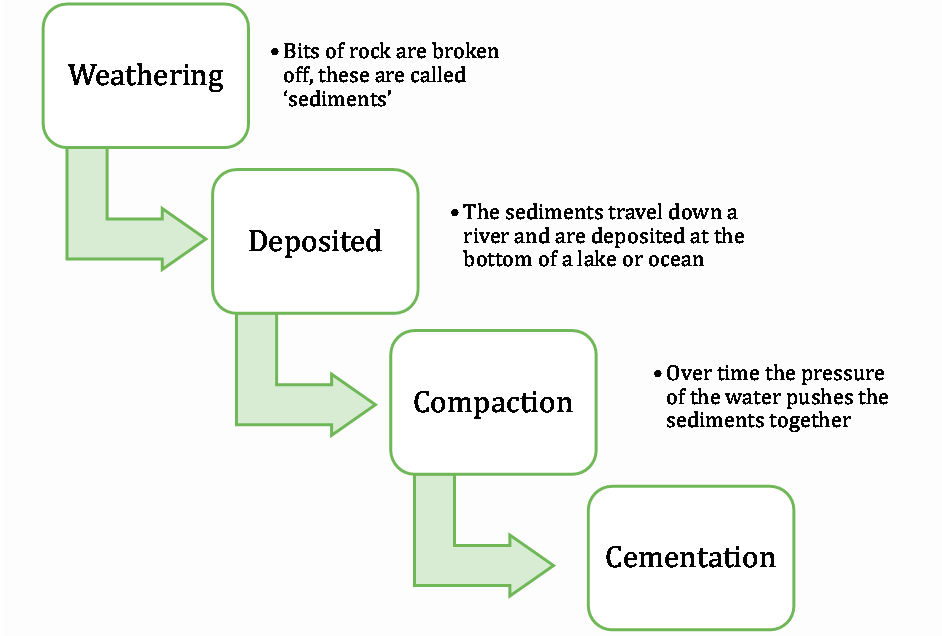 Weathering
• Bits of rock are broken
off, these are called
‘sediments’
Deposited
• The sediments travel down a
river and are deposited at the
bottom of a lake or ocean
Compaction
• Over time the pressure
of the water pushes the
sediments together
Cementation